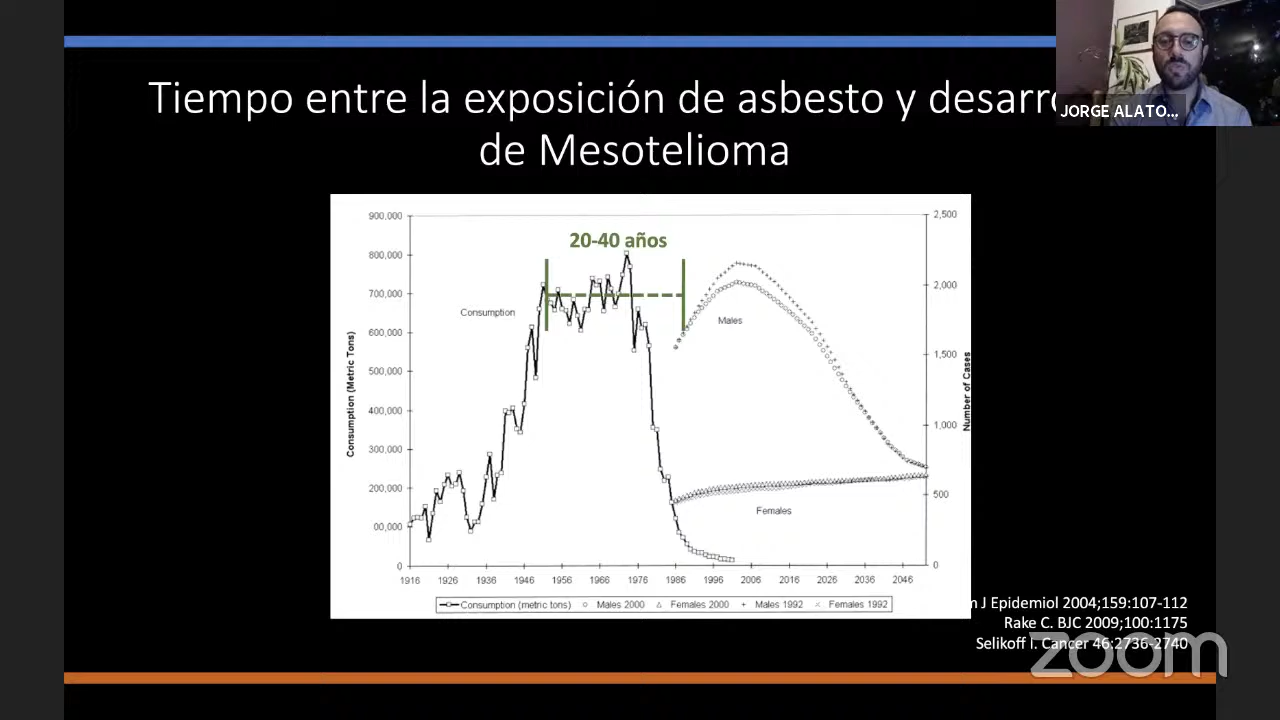 Tiempo entre la exposición de asbesto y desarro
de Mesotelioma
JORGE ALATO...
900,000
800,000
700,000
600,000
500,000
400,000
300,000
200,000
00,000
0
Consumption (Metric Tons)
20-40 años
Consumption
Males
Females
2,500
2,000
1,500
1,000
500
0
Number of Cases
1916 1926 1936 1946 1956 1966 1976 1986 1996 2006 2016 2026 2036 2046
Consumption (metric tons) Males 2000 Females 2000 Males 1992 Females 1992
m J Epidemiol 2004;159:107-112
Rake C. BJC 2009;100:1175
Selikoff I. Cancer 46:2736-2740
zoom